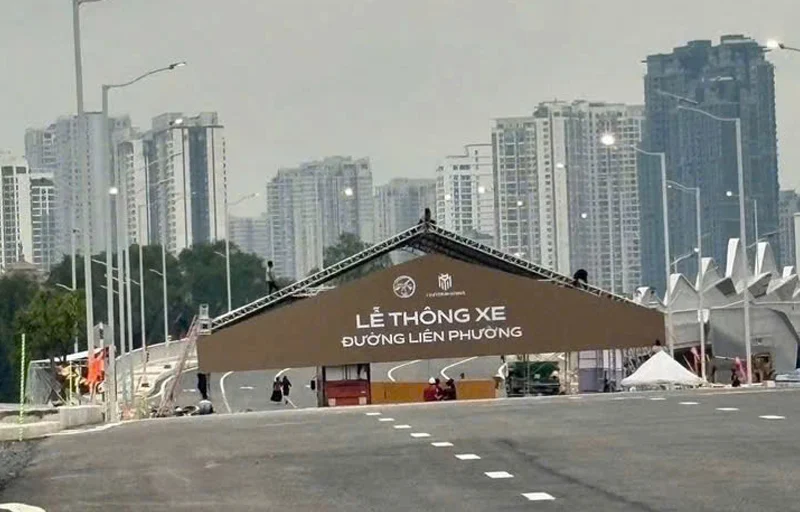 LỄ THÔNG XE
ĐƯỜNG LIÊN PHƯỜNG